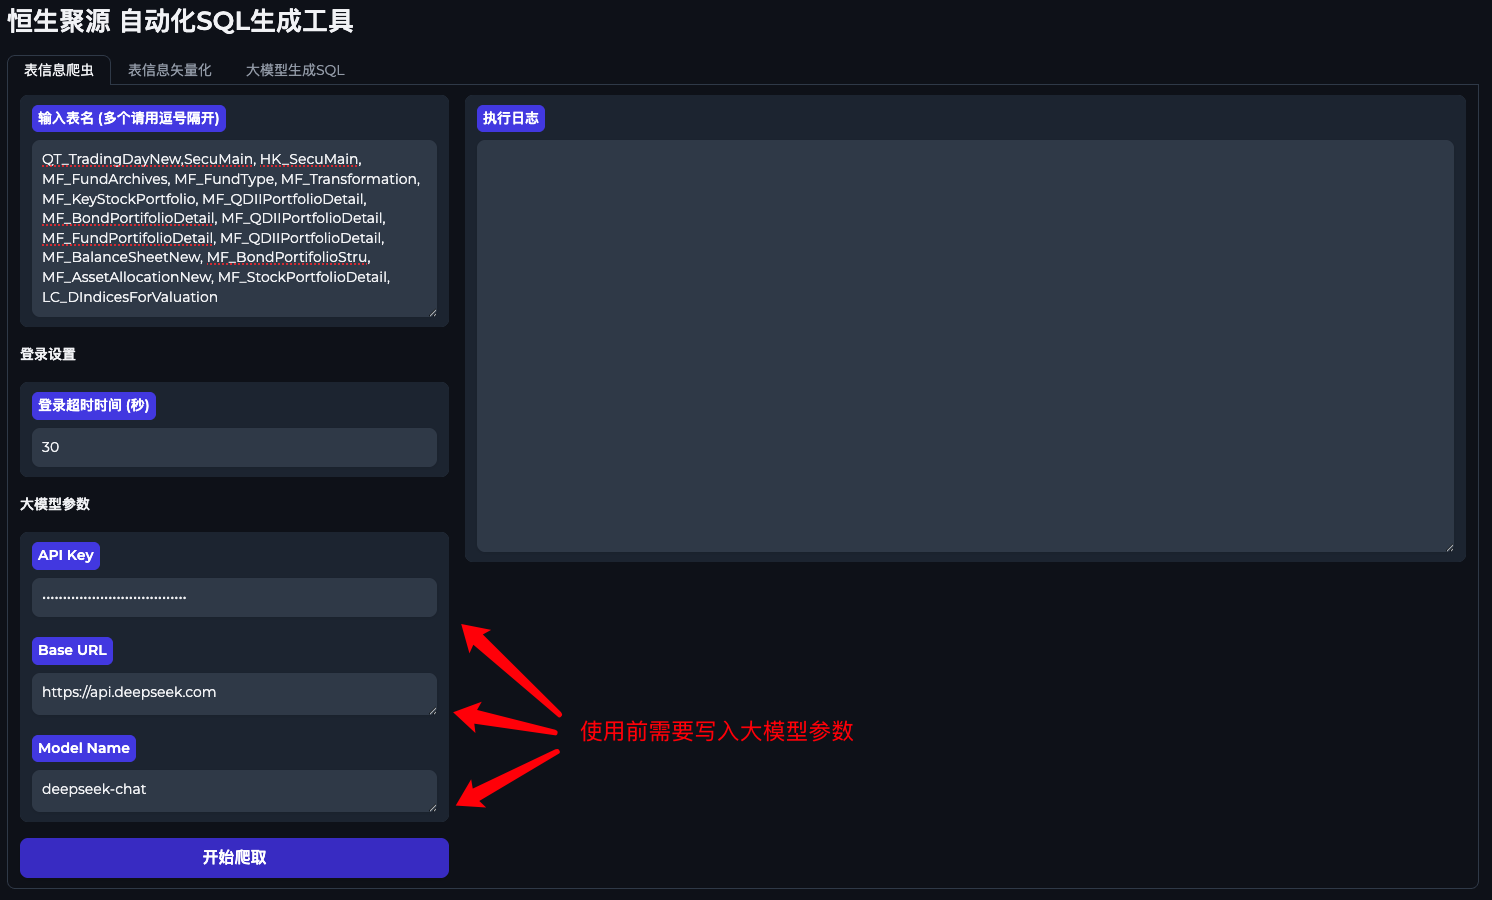 恒生聚源 自动化SQL生成工具
表信息爬虫
表信息矢量化
大模型生成SQL
输入表名 (多个请用逗号隔开)
QT_TradingDayNew,SecuMain, HK_SecuMain,
MF_FundArchives, MF_FundType, MF_Transformation,
MF_KeyStockPortfolio, MF_QDIIPortfolioDetail,
MF_BondPortifolioDetail, MF_QDIIPortfolioDetail,
MF_FundPortifolioDetail, MF_QDIIPortfolioDetail,
MF_BalanceSheetNew, MF_BondPortifolioStru,
MF_AssetAllocationNew, MF_StockPortfolioDetail,
LC_DIndicesForValuation
登录设置
登录超时时间 (秒)
30
大模型参数
API Key
Base URL
https://api.deepseek.com
Model Name
deepseek-chat
开始爬取
执行日志
使用前需要写入大模型参数